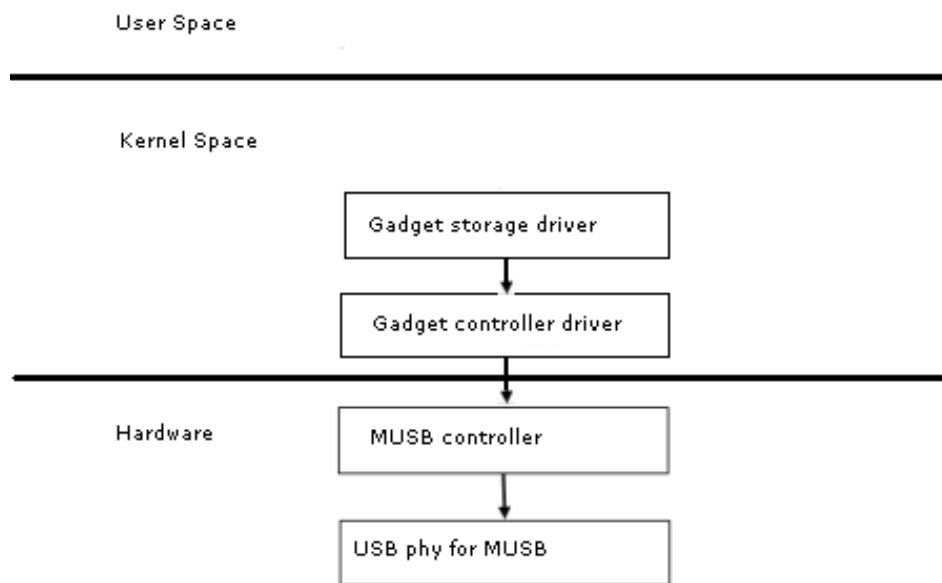 User Space
Kernel Space
Gadget storage driver
Gadget controller driver
Hardware
MUSB controller
USB phy for MUSB